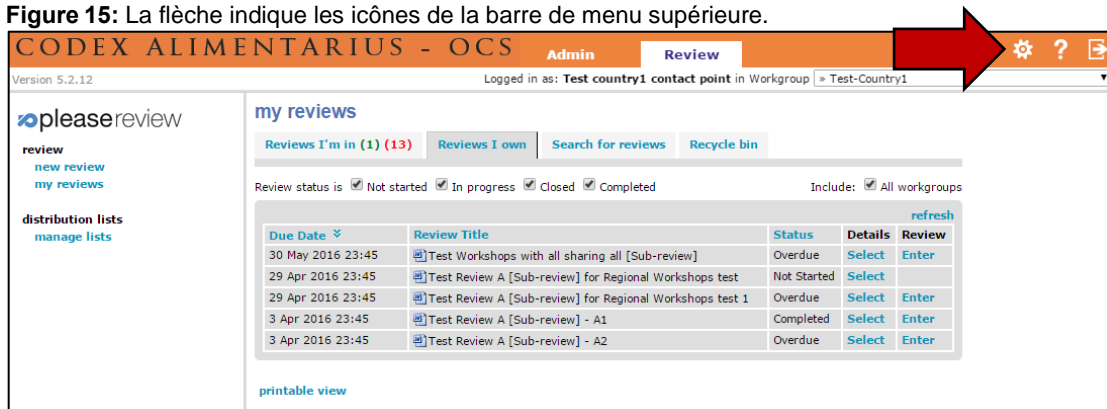 Figure 15: La flèche indique les icônes de la barre de menu supérieure.
CODEX ALIMENTARIUS - OCS Admin Review ?
Version 5.2.12 Logged in as: Test country1 contact point in Workgroup » Test-Country1
pleasereview
review
new review
my reviews
distribution lists
manage lists
my reviews
Reviews I'm in (1) (13) Reviews I own Search for reviews Recycle bin
Review status is Not started In progress Closed Completed Include: All workgroups
refresh
Due Date Review Title Status Details Review
30 May 2016 23:45 Test Workshops with all sharing all [Sub-review] Overdue Select Enter
29 Apr 2016 23:45 Test Review A [Sub-review] for Regional Workshops test Not Started Select
29 Apr 2016 23:45 Test Review A [Sub-review] for Regional Workshops test 1 Overdue Select Enter
3 Apr 2016 23:45 Test Review A [Sub-review] - A1 Completed Select Enter
3 Apr 2016 23:45 Test Review A [Sub-review] - A2 Overdue Select Enter
printable view